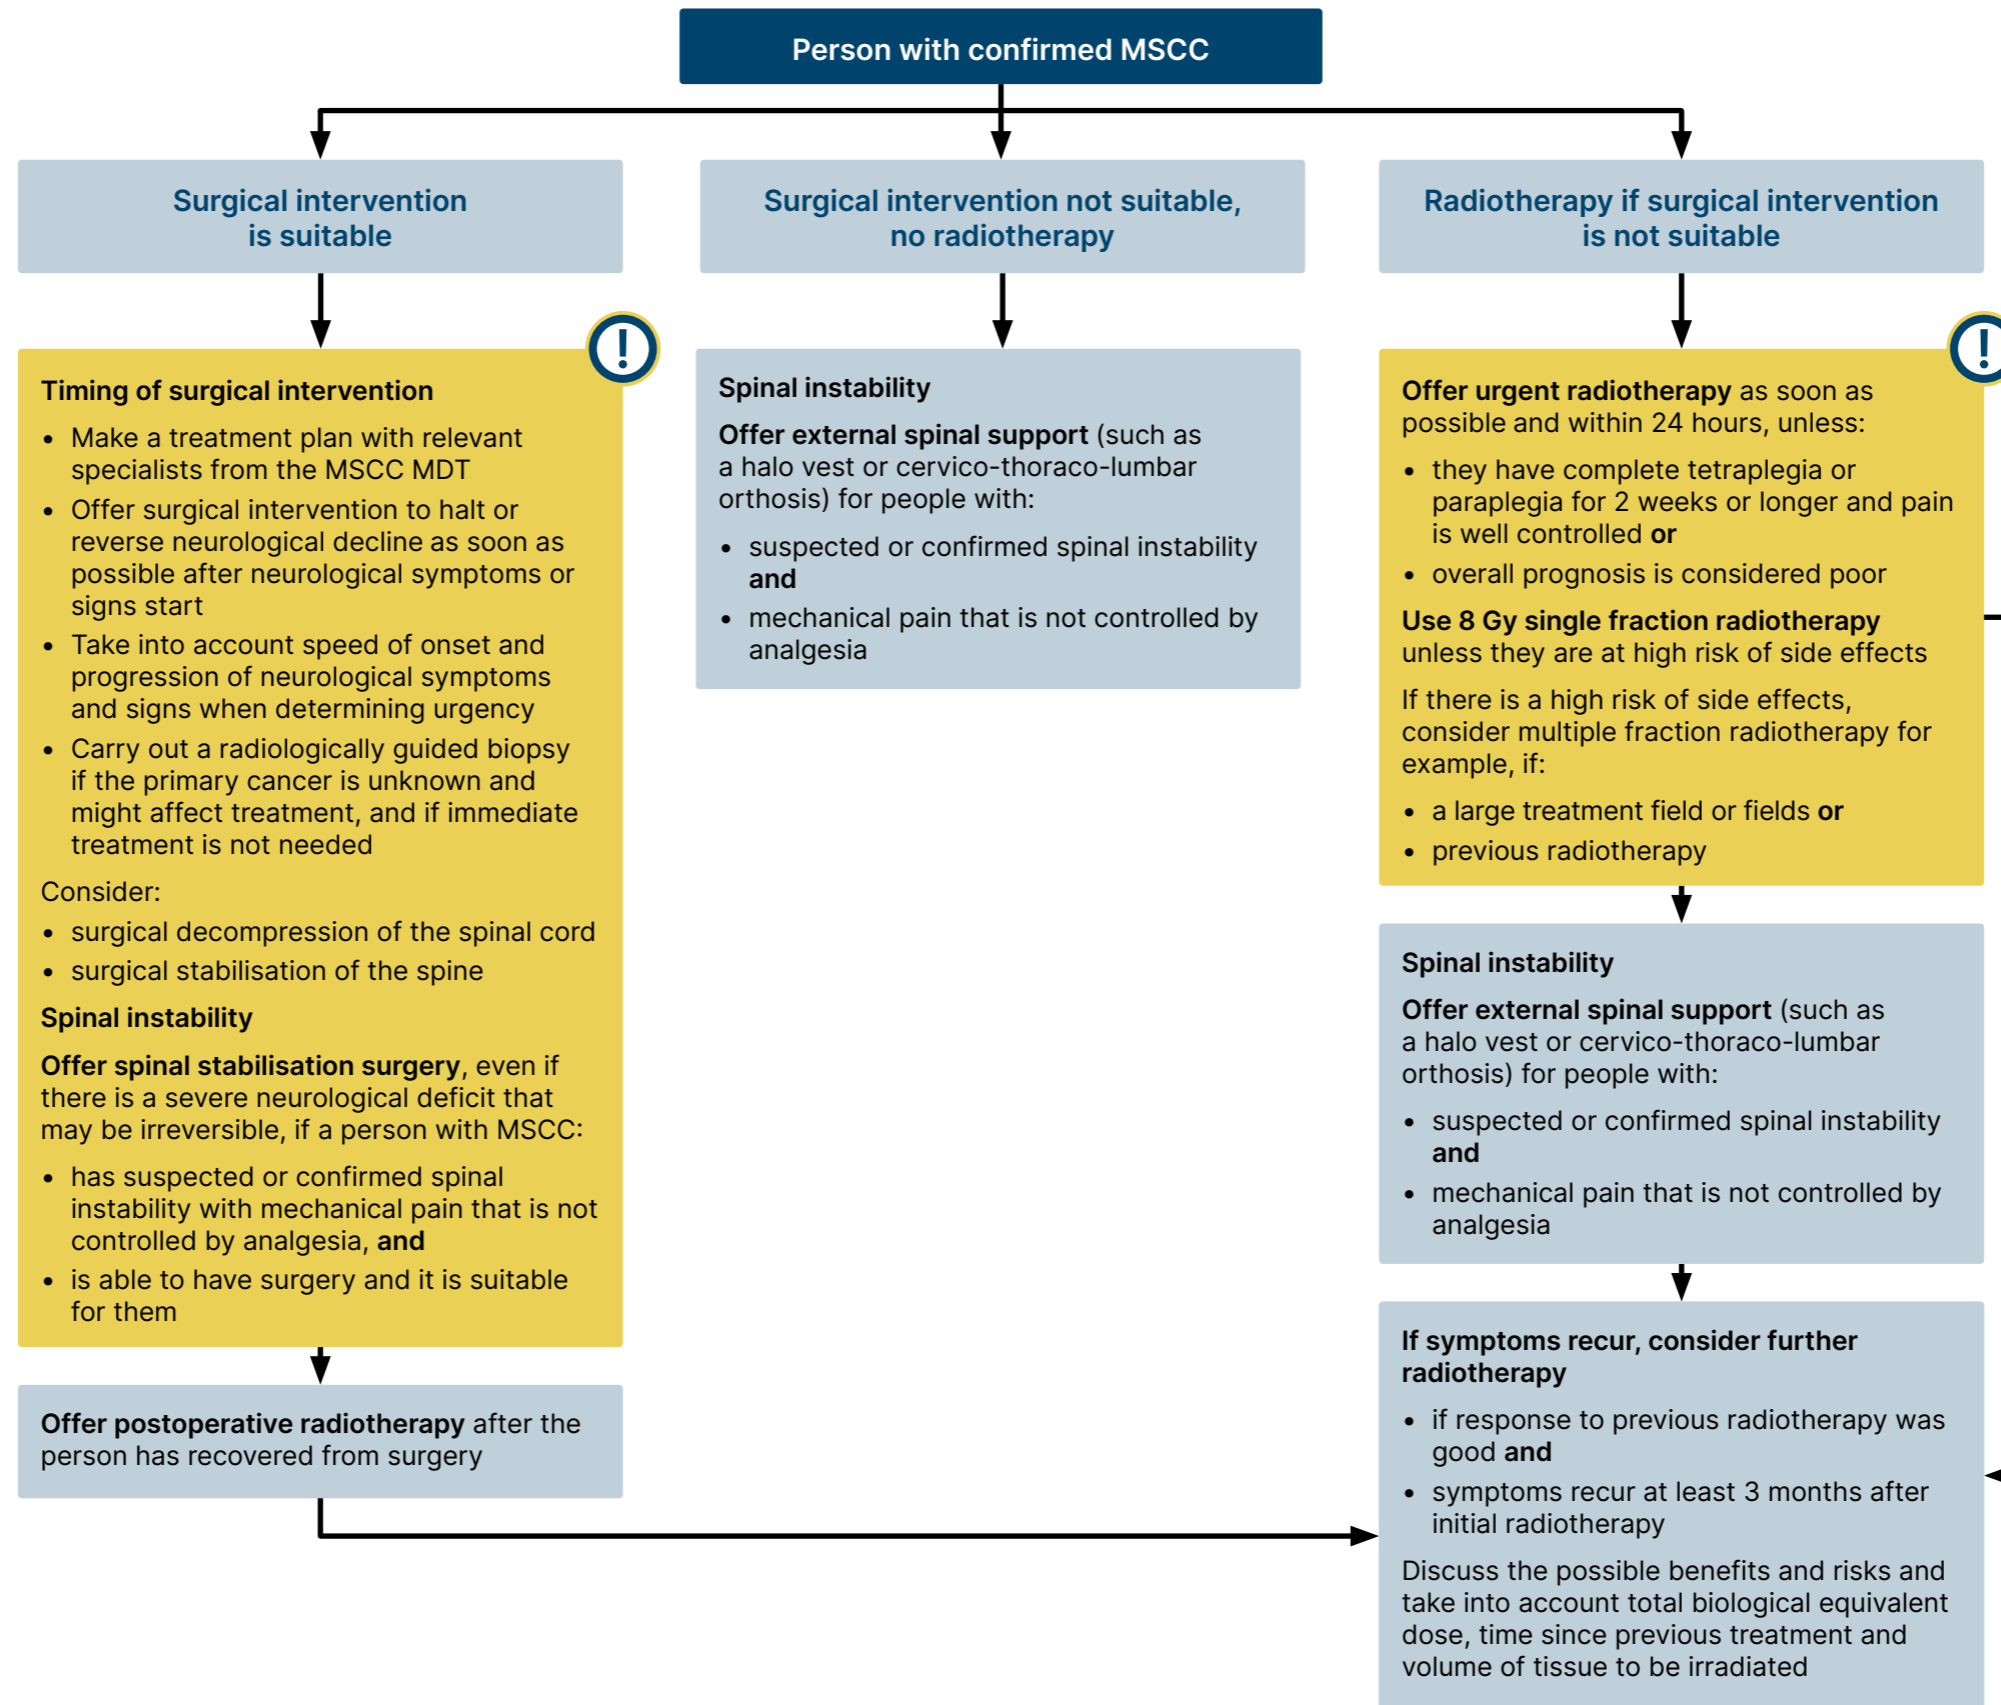 Person with confirmed MSCC
Surgical intervention
is suitable
Surgical intervention not suitable,
no radiotherapy
Radiotherapy if surgical intervention
is not suitable
!
Timing of surgical intervention
• Make a treatment plan with relevant
specialists from the MSCC MDT
• Offer surgical intervention to halt or
reverse neurological decline as soon as
possible after neurological symptoms or
signs start
• Take into account speed of onset and
progression of neurological symptoms
and signs when determining urgency
• Carry out a radiologically guided biopsy
if the primary cancer is unknown and
might affect treatment, and if immediate
treatment is not needed
Consider:
• surgical decompression of the spinal cord
• surgical stabilisation of the spine
Spinal instability
Offer spinal stabilisation surgery, even if
there is a severe neurological deficit that
may be irreversible, if a person with MSCC:
• has suspected or confirmed spinal
instability with mechanical pain that is not
controlled by analgesia, and
• is able to have surgery and it is suitable
for them
Offer postoperative radiotherapy after the
person has recovered from surgery
Spinal instability
Offer external spinal support (such as
a halo vest or cervico-thoraco-lumbar
orthosis) for people with:
• suspected or confirmed spinal instability
and
• mechanical pain that is not controlled by
analgesia
!
Offer urgent radiotherapy as soon as
possible and within 24 hours, unless:
• they have complete tetraplegia or
paraplegia for 2 weeks or longer and pain
is well controlled or
• overall prognosis is considered poor
Use 8 Gy single fraction radiotherapy
unless they are at high risk of side effects
If there is a high risk of side effects,
consider multiple fraction radiotherapy for
example, if:
• a large treatment field or fields or
• previous radiotherapy
Spinal instability
Offer external spinal support (such as
a halo vest or cervico-thoraco-lumbar
orthosis) for people with:
• suspected or confirmed spinal instability
and
• mechanical pain that is not controlled by
analgesia
If symptoms recur, consider further
radiotherapy
• if response to previous radiotherapy was
good and
• symptoms recur at least 3 months after
initial radiotherapy
Discuss the possible benefits and risks and
take into account total biological equivalent
dose, time since previous treatment and
volume of tissue to be irradiated